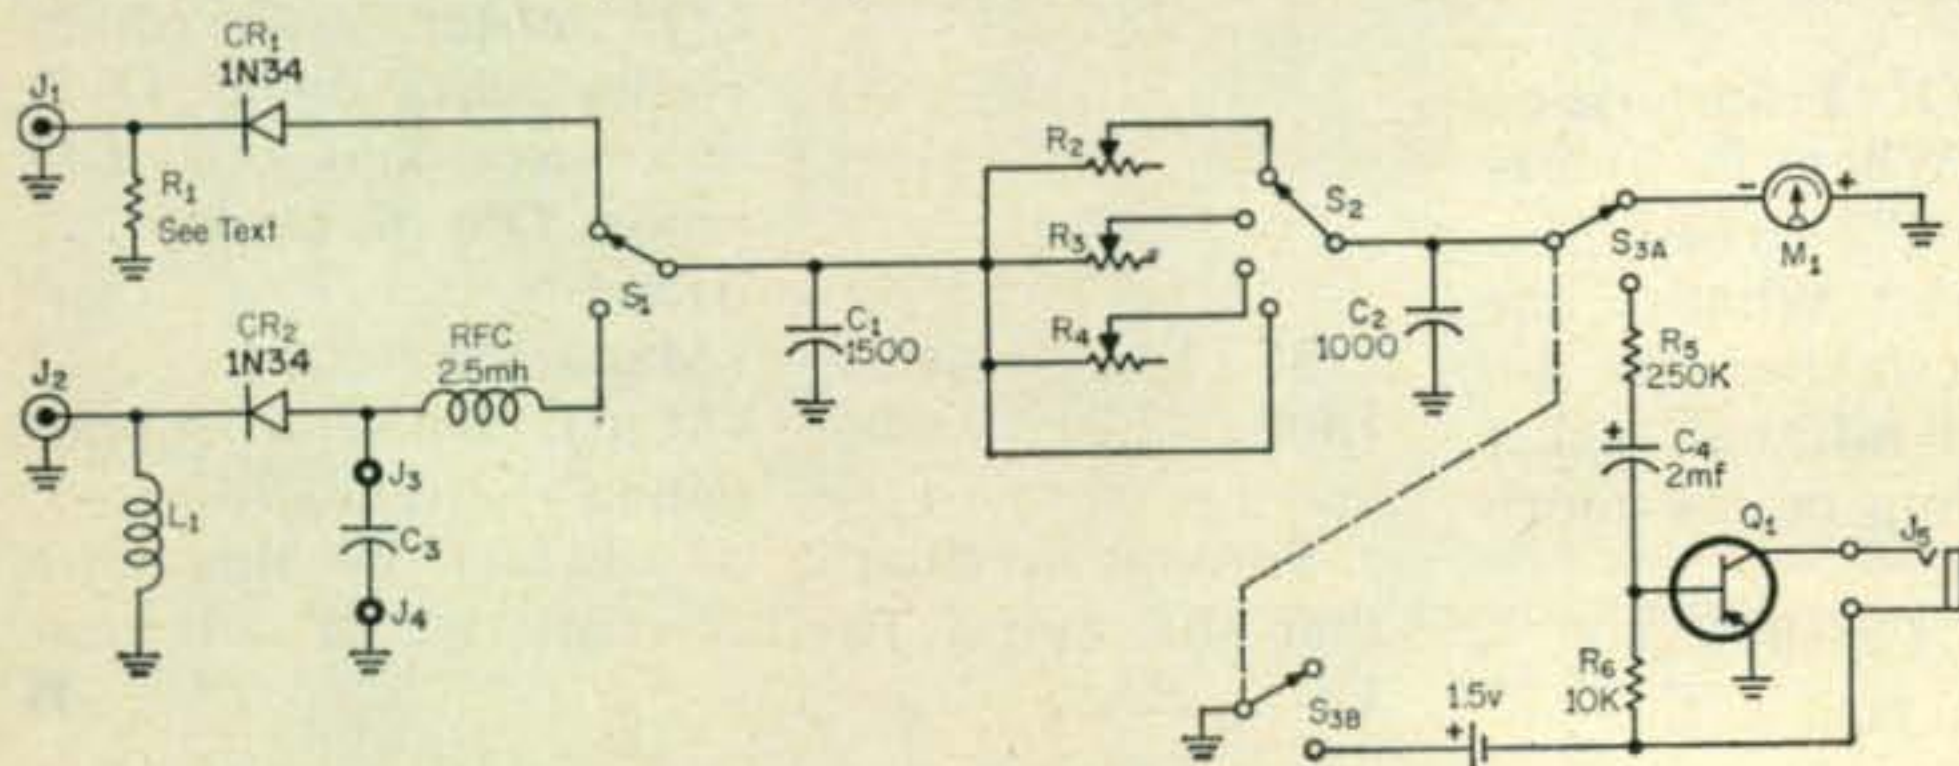 J1
CR1
1N34
R1
See Text
S1
J2
CR2
1N34
RFC
2.5mh
L1
J3
C3
J4
C1
1500
R2
R3
R4
S2
C2
1000
S3A
-
+
M1
R5
250K
+
C4
2mf
Q1
J5
R6
10K
S3B
1.5v
+